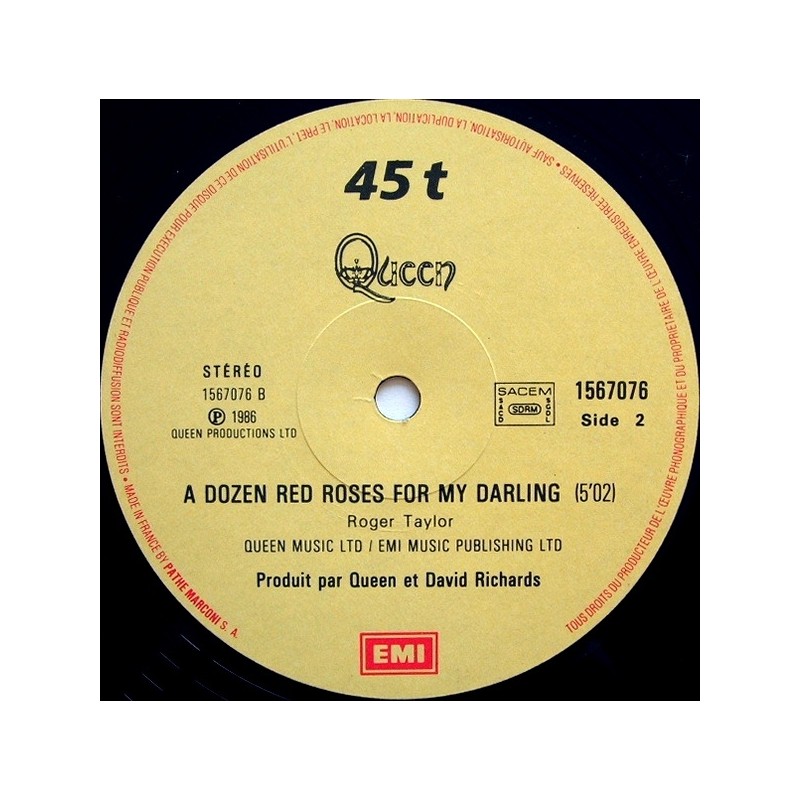 45 t
Queen
STÉRÉO
1567076 B
Ⓟ 1986
QUEEN PRODUCTIONS LTD
SACEM
SACD
SDRM
SGDL
1567076
Side 2
A DOZEN RED ROSES FOR MY DARLING (5'02)
Roger Taylor
QUEEN MUSIC LTD / EMI MUSIC PUBLISHING LTD
Produit par Queen et David Richards
EMI
TOUS DROITS DU PRODUCTEUR DE L'ŒUVRE PHONOGRAPHIQUE ET DU PROPRIETAIRE DE L'ŒUVRE ENREGISTREE RESERVES • SAUF AUTORISATION, LA DUPLICATION, LA LOCATION, LE PRET, L'UTILISATION DE CE DISQUE POUR EXECUTION PUBLIQUE ET RADIODIFFUSION SONT INTERDITS • MADE IN FRANCE BY PATHE MARCONI S. A.